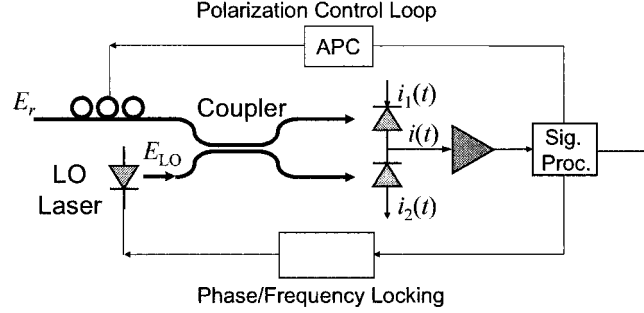 Polarization Control Loop
APC
E_r
Coupler
i_1(t)
i(t)
E_LO
LO
Laser
Sig.
Proc.
i_2(t)
Phase/Frequency Locking